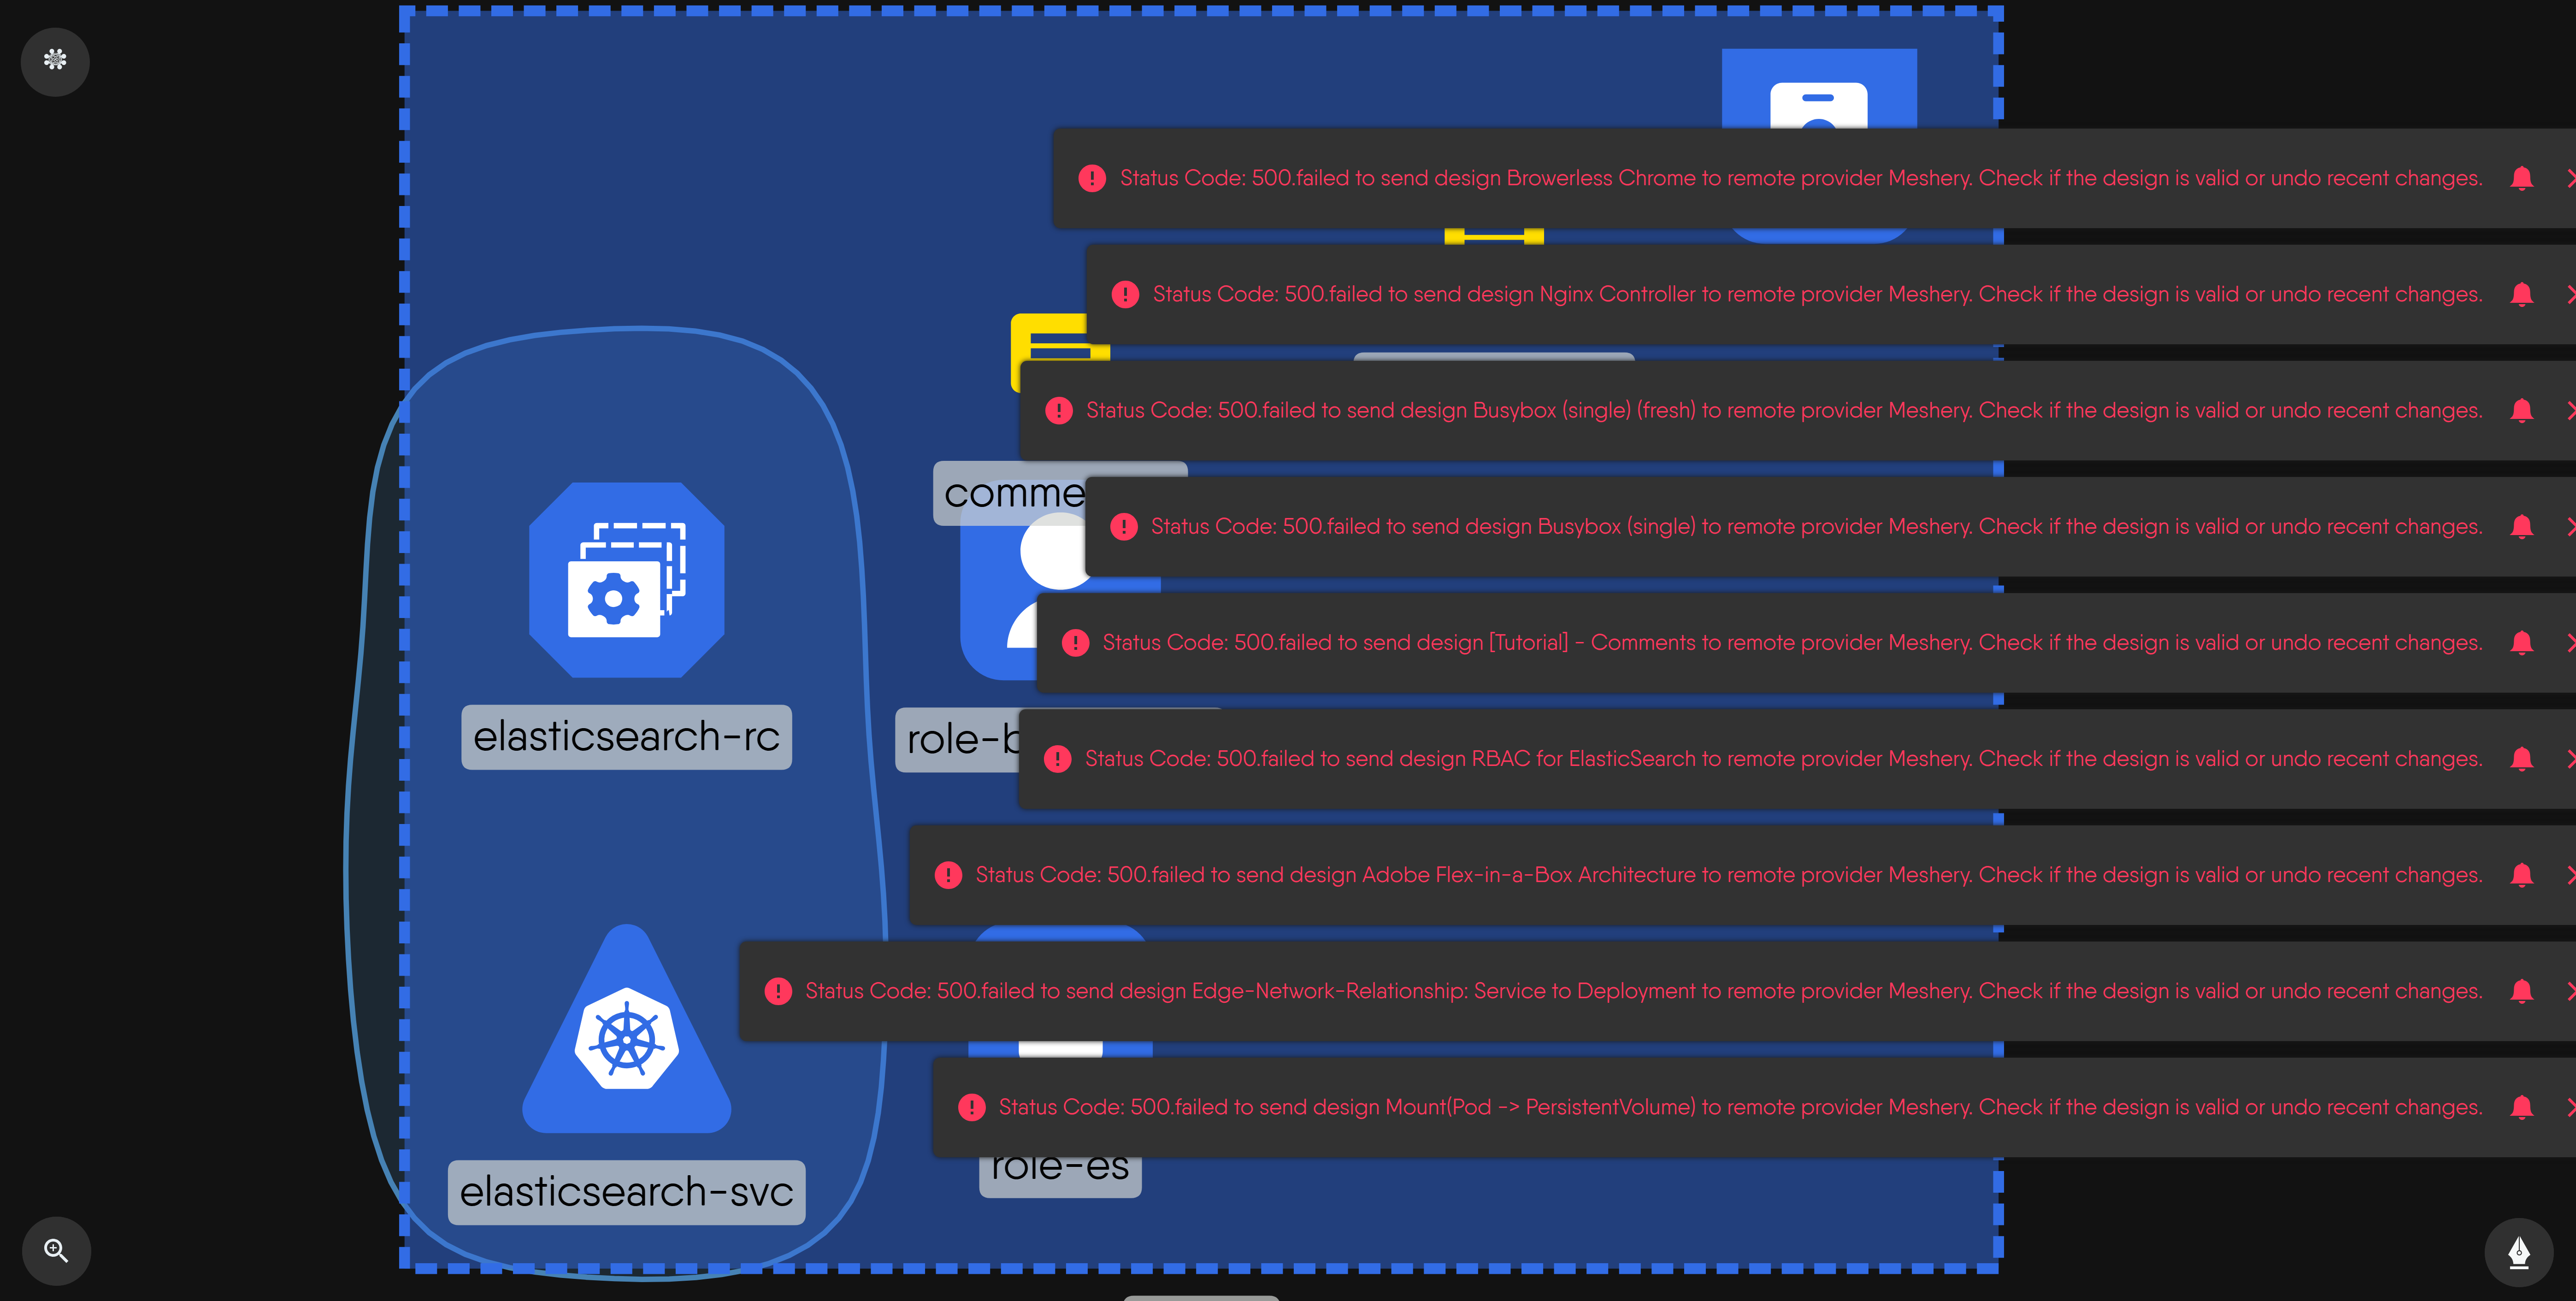 Status Code: 500.failed to send design Browerless Chrome to remote provider Meshery. Check if the design is valid or undo recent changes.
Status Code: 500.failed to send design Nginx Controller to remote provider Meshery. Check if the design is valid or undo recent changes.
Status Code: 500.failed to send design Busybox (single) (fresh) to remote provider Meshery. Check if the design is valid or undo recent changes.
comme
Status Code: 500.failed to send design Busybox (single) to remote provider Meshery. Check if the design is valid or undo recent changes.
Status Code: 500.failed to send design [Tutorial] - Comments to remote provider Meshery. Check if the design is valid or undo recent changes.
elasticsearch-rc
role-b
Status Code: 500.failed to send design RBAC for ElasticSearch to remote provider Meshery. Check if the design is valid or undo recent changes.
Status Code: 500.failed to send design Adobe Flex-in-a-Box Architecture to remote provider Meshery. Check if the design is valid or undo recent changes.
Status Code: 500.failed to send design Edge-Network-Relationship: Service to Deployment to remote provider Meshery. Check if the design is valid or undo recent changes.
Status Code: 500.failed to send design Mount(Pod -> PersistentVolume) to remote provider Meshery. Check if the design is valid or undo recent changes.
role-es
elasticsearch-svc